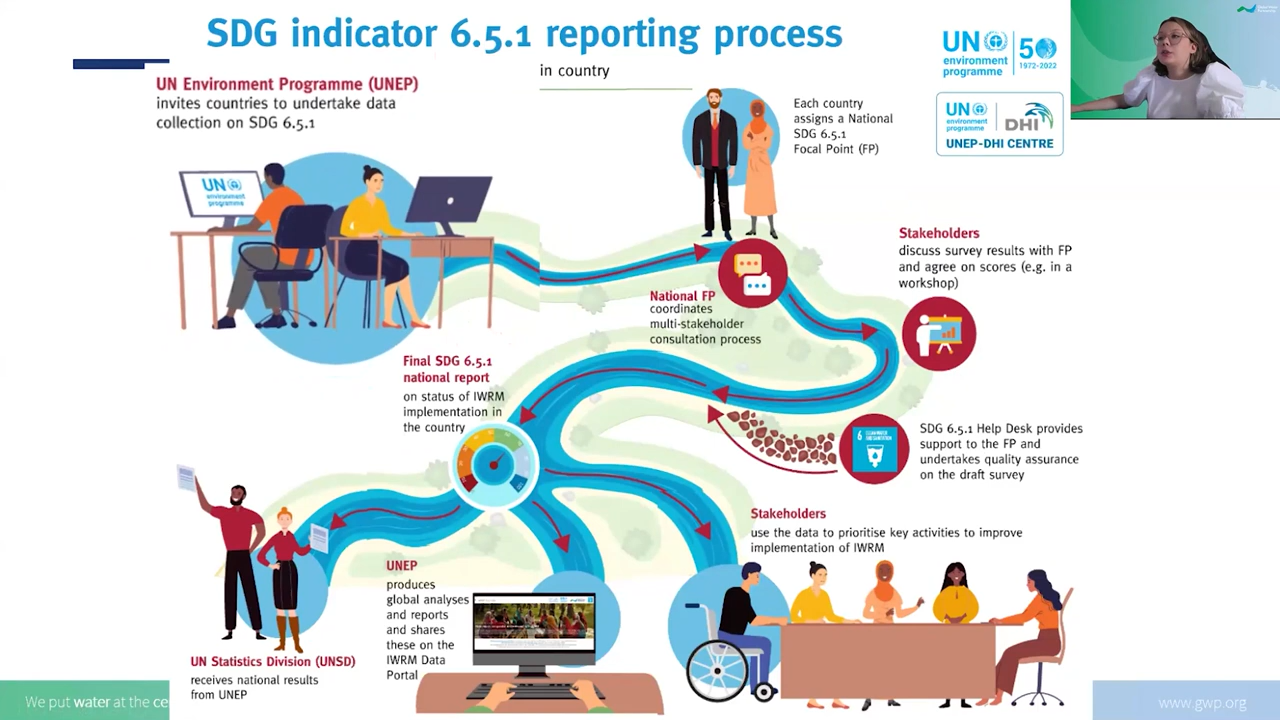 SDG indicator 6.5.1 reporting process
in country
UN Environment Programme (UNEP)
invites countries to undertake data
collection on SDG 6.5.1
UN
environment
programme
50
1972-2022
UN
environment
programme
DHI
UNEP-DHI CENTRE
UN
environment
programme
Each country
assigns a National
SDG 6.5.1
Focal Point (FP)
National FP
coordinates
multi-stakeholder
consultation process
Stakeholders
discuss survey results with FP
and agree on scores (e.g. in a
workshop)
SDG 6.5.1 Help Desk provides
support to the FP and
undertakes quality assurance
on the draft survey
6
Final SDG 6.5.1
national report
on status of IWRM
implementation in
the country
UN Statistics Division (UNSD)
receives national results
from UNEP
UNEP
produces
global analyses
and reports
and shares
these on the
IWRM Data
Portal
Stakeholders
use the data to prioritise key activities to improve
implementation of IWRM
We put water at the ce
www.gwp.org